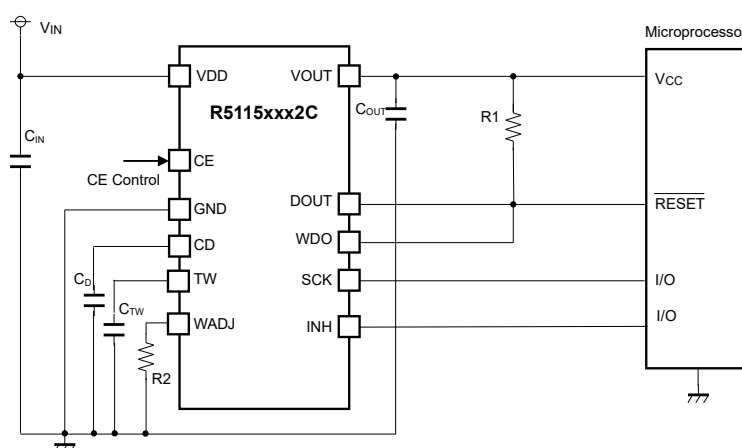 VIN
Microprocesso
VDD
VOUT
VCC
R5115xxx2C
COUT
R1
CIN
CE
CE Control
GND
DOUT
RESET
CD
WDO
CD
TW
SCK
I/O
CTW
WADJ
INH
I/O
R2